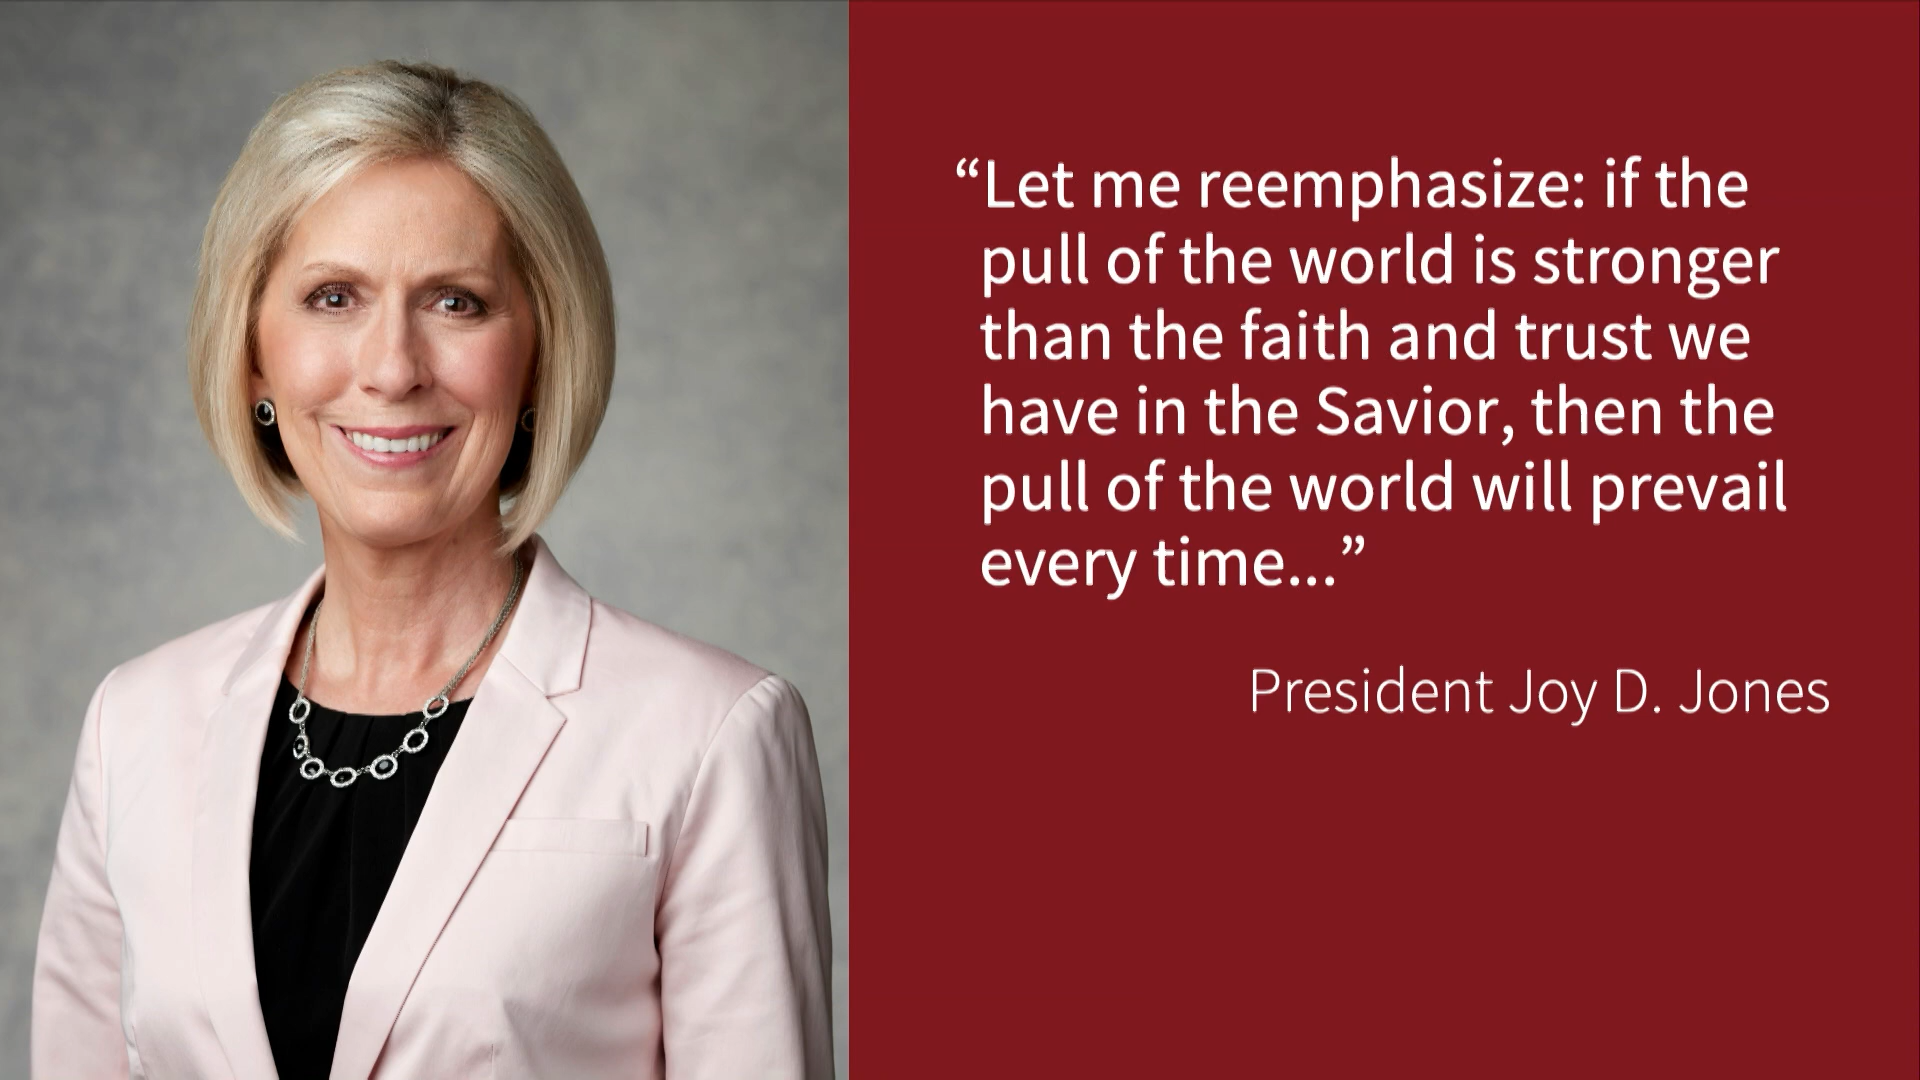 “Let me reemphasize: if the
pull of the world is stronger
than the faith and trust we
have in the Savior, then the
pull of the world will prevail
every time...”
President Joy D. Jones